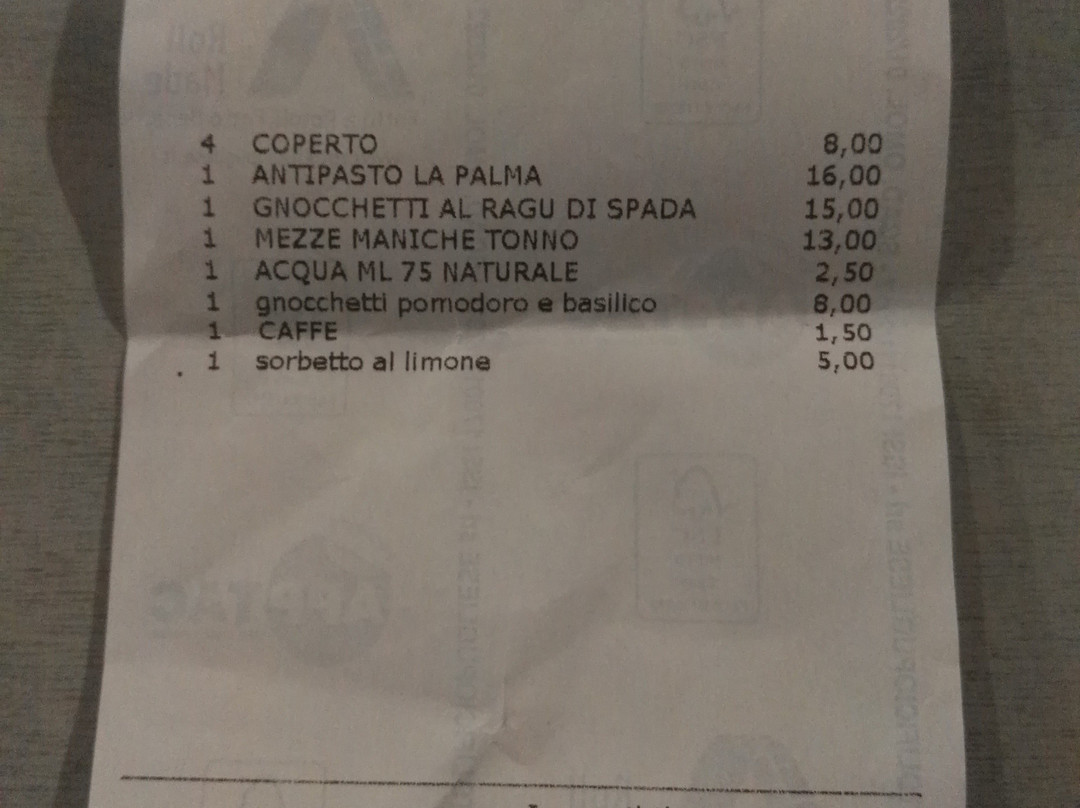 4 COPERTO 8,00
1 ANTIPASTO LA PALMA 16,00
1 GNOCCHETTI AL RAGU DI SPADA 15,00
1 MEZZE MANICHE TONNO 13,00
1 ACQUA ML 75 NATURALE 2,50
1 gnocchetti pomodoro e basilico 8,00
1 CAFFE 1,50
. 1 sorbetto al limone 5,00